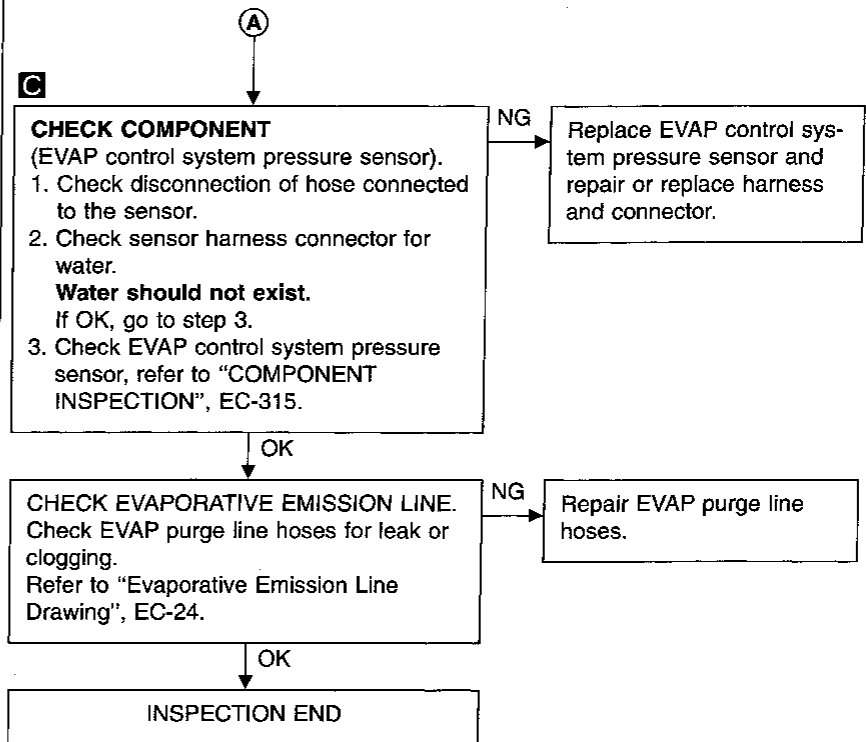 A
C
CHECK COMPONENT
(EVAP control system pressure sensor).
1. Check disconnection of hose connected
to the sensor.
2. Check sensor harness connector for
water.
Water should not exist.
If OK, go to step 3.
3. Check EVAP control system pressure
sensor, refer to “COMPONENT
INSPECTION”, EC-315.
NG
Replace EVAP control sys-
tem pressure sensor and
repair or replace harness
and connector.
OK
CHECK EVAPORATIVE EMISSION LINE.
Check EVAP purge line hoses for leak or
clogging.
Refer to “Evaporative Emission Line
Drawing”, EC-24.
NG
Repair EVAP purge line
hoses.
OK
INSPECTION END